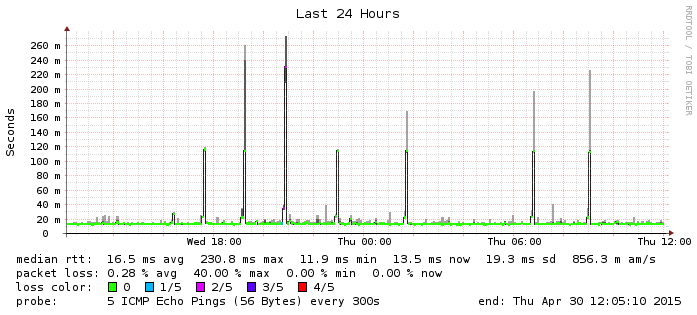 Last 24 Hours
RRDTOOL / TOBI OETIKER
Seconds
260 m
240 m
220 m
200 m
180 m
160 m
140 m
120 m
100 m
80 m
60 m
40 m
20 m
0
Wed 18:00 Thu 00:00 Thu 06:00 Thu 12:00
median rtt: 16.5 ms avg 230.8 ms max 11.9 ms min 13.5 ms now 19.3 ms sd 856.3 m am/s
packet loss: 0.28 % avg 40.00 % max 0.00 % min 0.00 % now
loss color: 0 1/5 2/5 3/5 4/5
probe: 5 ICMP Echo Pings (56 Bytes) every 300s end: Thu Apr 30 12:05:10 2015